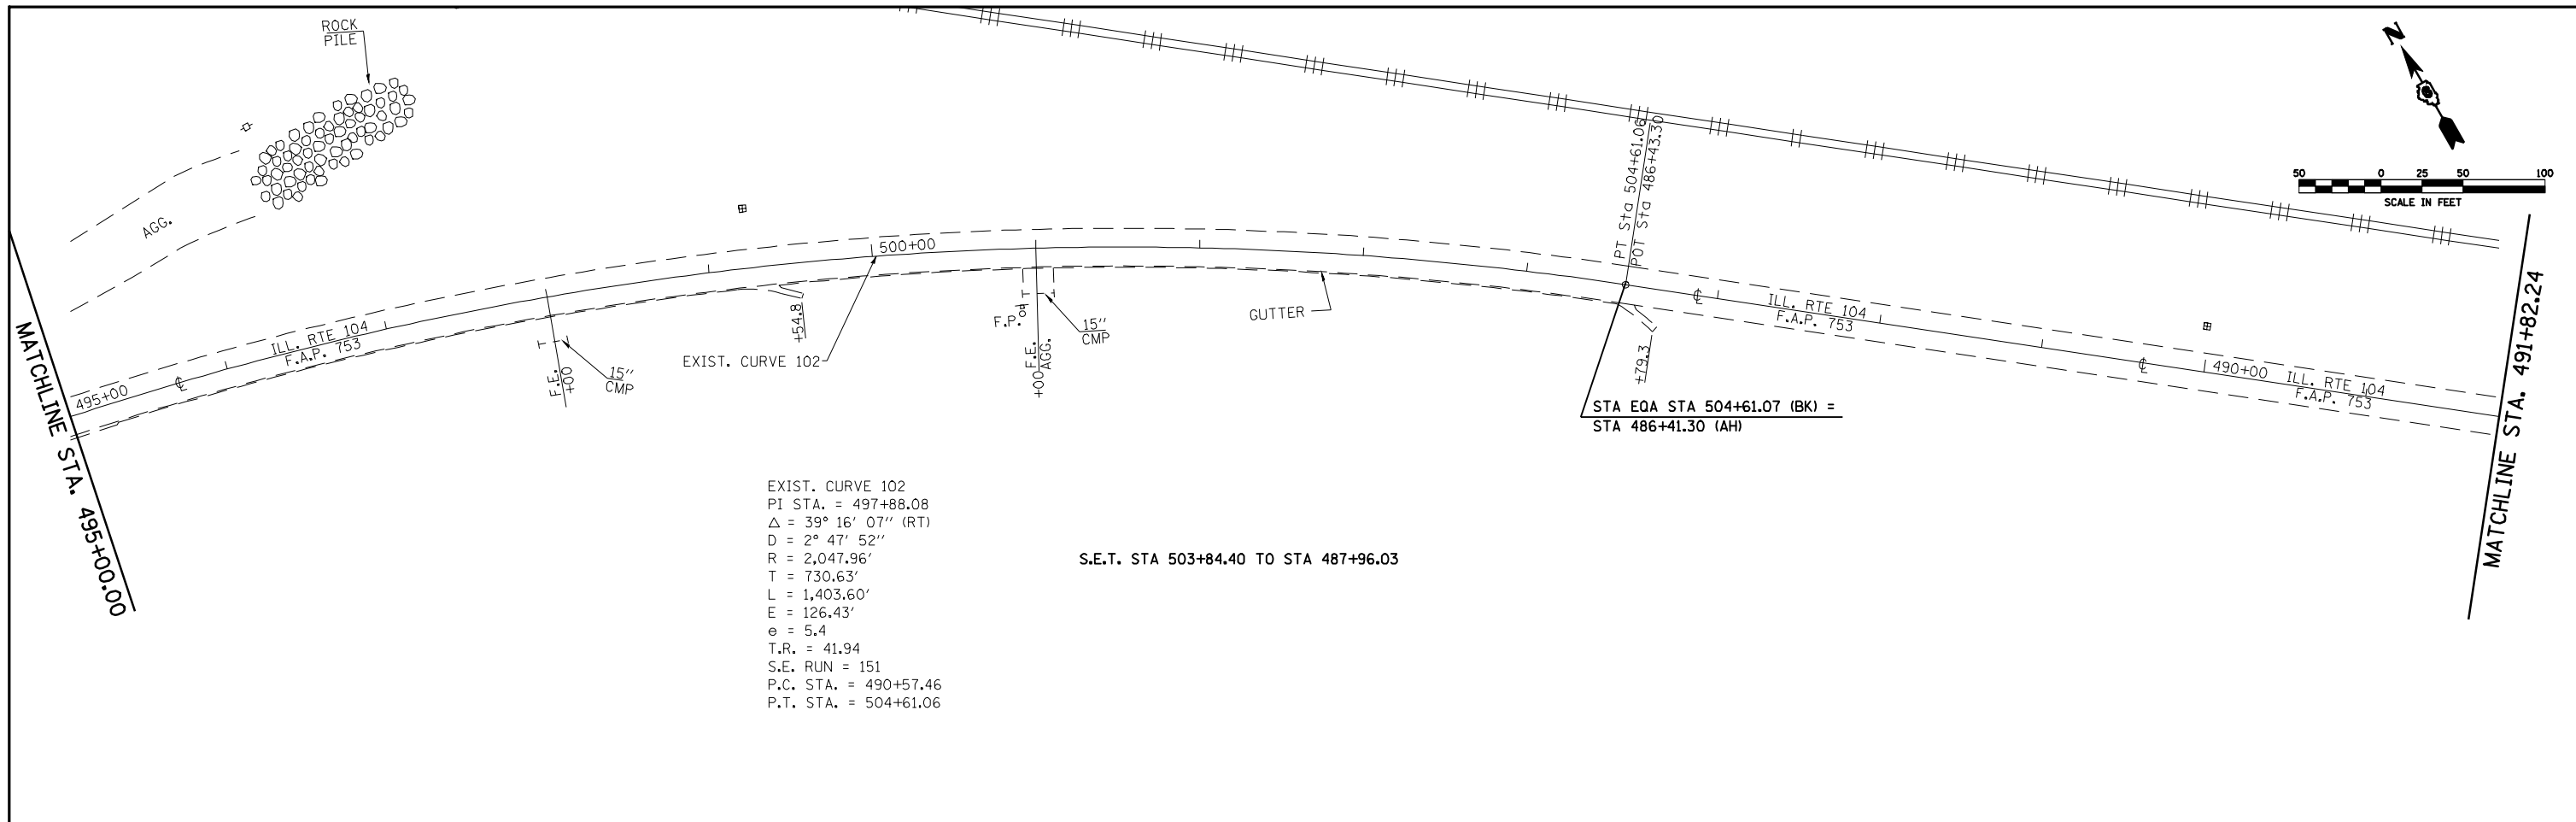 ROCK
PILE
N
50 0 25 50 100
SCALE IN FEET
AGG.
PT Sta 504+61.06
POT Sta 486+43.30
MATCHLINE STA. 495+00.00
495+00
℄
ILL. RTE 104
F.A.P. 753
F.E.
+00
15''
CMP
500+00
+54.8
EXIST. CURVE 102
F.P.
+00 F.E.
AGG.
15''
CMP
GUTTER
℄
ILL. RTE 104
F.A.P. 753
+79.3
STA EQA STA 504+61.07 (BK) =
STA 486+41.30 (AH)
℄
490+00
ILL. RTE 104
F.A.P. 753
MATCHLINE STA. 491+82.24
EXIST. CURVE 102
PI STA. = 497+88.08
△ = 39° 16' 07'' (RT)
D = 2° 47' 52''
R = 2,047.96'
T = 730.63'
L = 1,403.60'
E = 126.43'
e = 5.4
T.R. = 41.94
S.E. RUN = 151
P.C. STA. = 490+57.46
P.T. STA. = 504+61.06
S.E.T. STA 503+84.40 TO STA 487+96.03